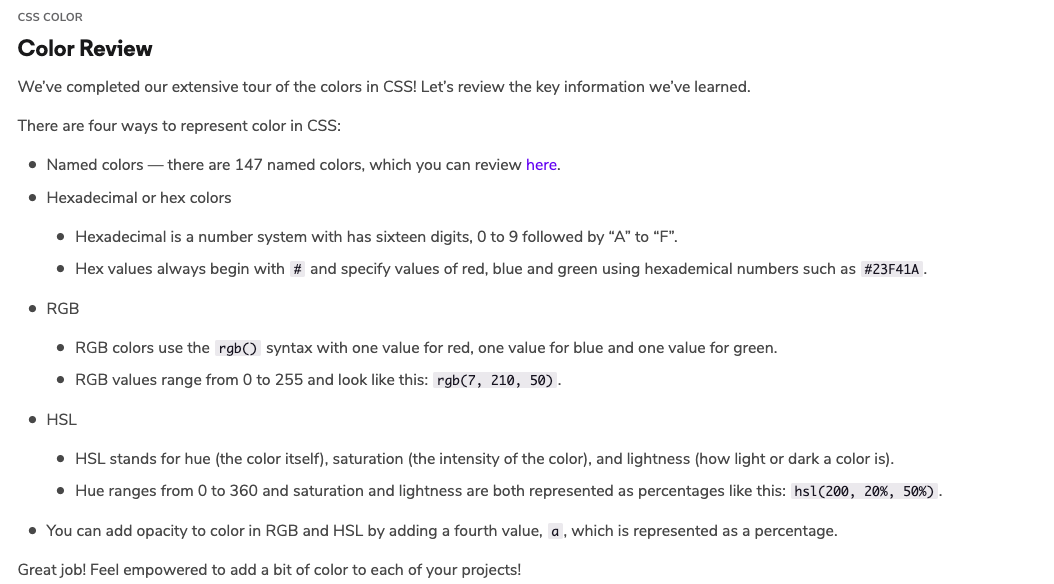 CSS COLOR
Color Review
We've completed our extensive tour of the colors in CSS! Let's review the key information we've learned.
There are four ways to represent color in CSS:
Named colors — there are 147 named colors, which you can review here.
Hexadecimal or hex colors
Hexadecimal is a number system with has sixteen digits, 0 to 9 followed by “A” to “F”.
Hex values always begin with # and specify values of red, blue and green using hexademical numbers such as #23F41A.
RGB
RGB colors use the rgb() syntax with one value for red, one value for blue and one value for green.
RGB values range from 0 to 255 and look like this: rgb(7, 210, 50).
HSL
HSL stands for hue (the color itself), saturation (the intensity of the color), and lightness (how light or dark a color is).
Hue ranges from 0 to 360 and saturation and lightness are both represented as percentages like this: hsl(200, 20%, 50%).
You can add opacity to color in RGB and HSL by adding a fourth value, a, which is represented as a percentage.
Great job! Feel empowered to add a bit of color to each of your projects!